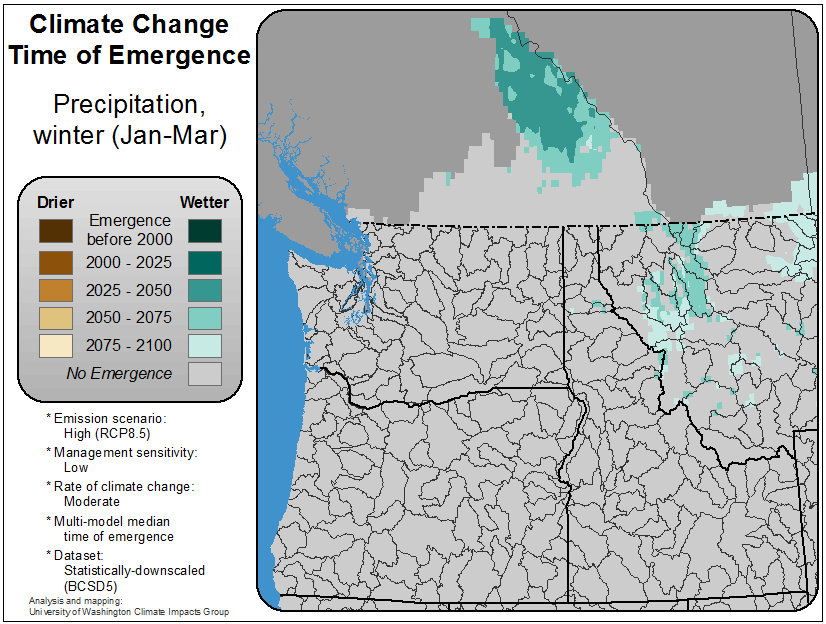 Climate Change
Time of Emergence
Precipitation,
winter (Jan-Mar)
Drier Wetter
Emergence
before 2000
2000 - 2025
2025 - 2050
2050 - 2075
2075 - 2100
No Emergence
* Emission scenario:
High (RCP8.5)
* Management sensitivity:
Low
* Rate of climate change:
Moderate
* Multi-model median
time of emergence
* Dataset:
Statistically-downscaled
(BCSD5)
Analysis and mapping:
University of Washington Climate Impacts Group